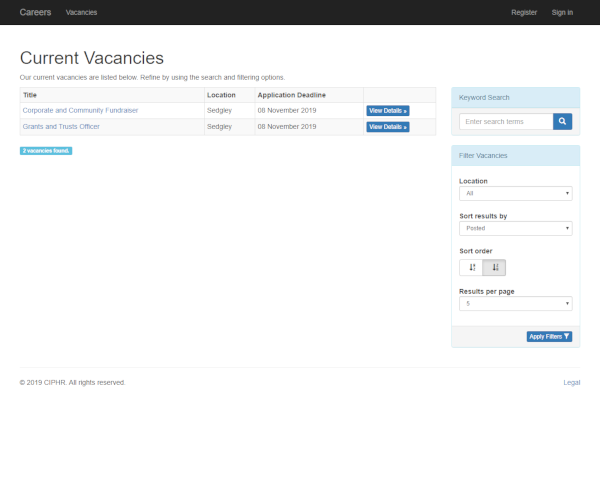 Careers Vacancies Register Sign in
Current Vacancies
Our current vacancies are listed below. Refine by using the search and filtering options.
Title Location Application Deadline
Corporate and Community Fundraiser Sedgley 08 November 2019 View Details »
Grants and Trusts Officer Sedgley 08 November 2019 View Details »
2 vacancies found.
Keyword Search
Enter search terms
Filter Vacancies
Location
All
Sort results by
Posted
Sort order
Results per page
5
Apply Filters
© 2019 CIPHR. All rights reserved. Legal